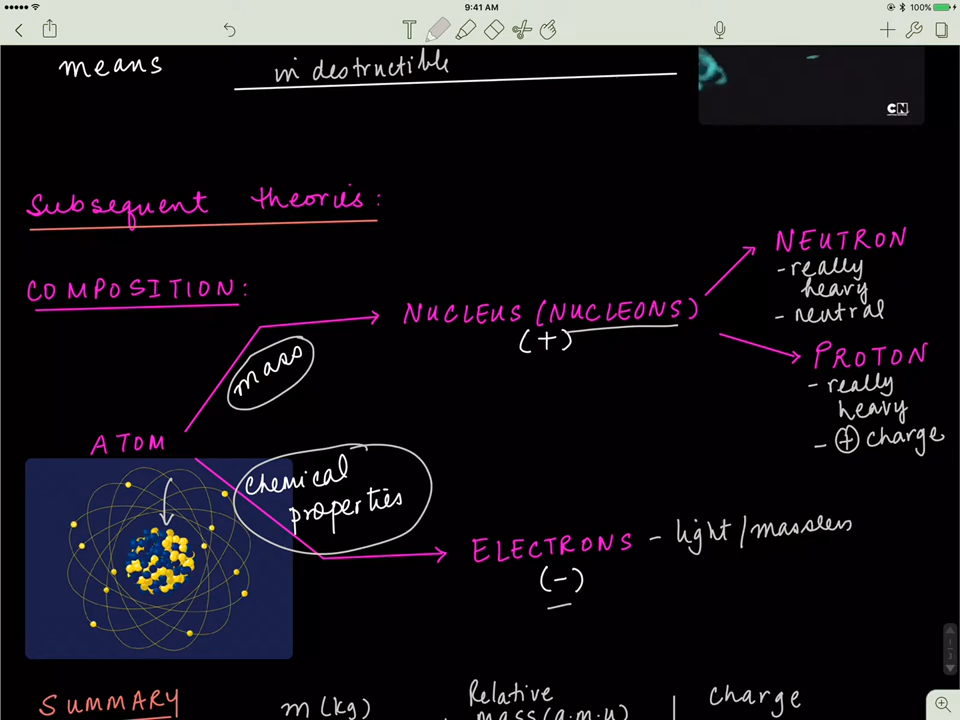 9:41 AM
100%
T
means
indestructible
CN
Subsequent theories:
COMPOSITION:
NUCLEUS (NUCLEONS)
(+)
NEUTRON
- really
heavy
- neutral
PROTON
- really
heavy
- + charge
mass
ATOM
chemical
properties
ELECTRONS - light/massless
(-)
SUMMARY
m(kg)
Relative
mass(a.m.u)
charge